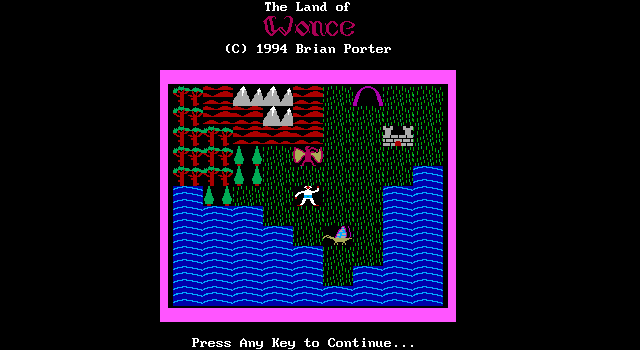 The Land of
Wonce
(C) 1994 Brian Porter
Press Any Key to Continue...